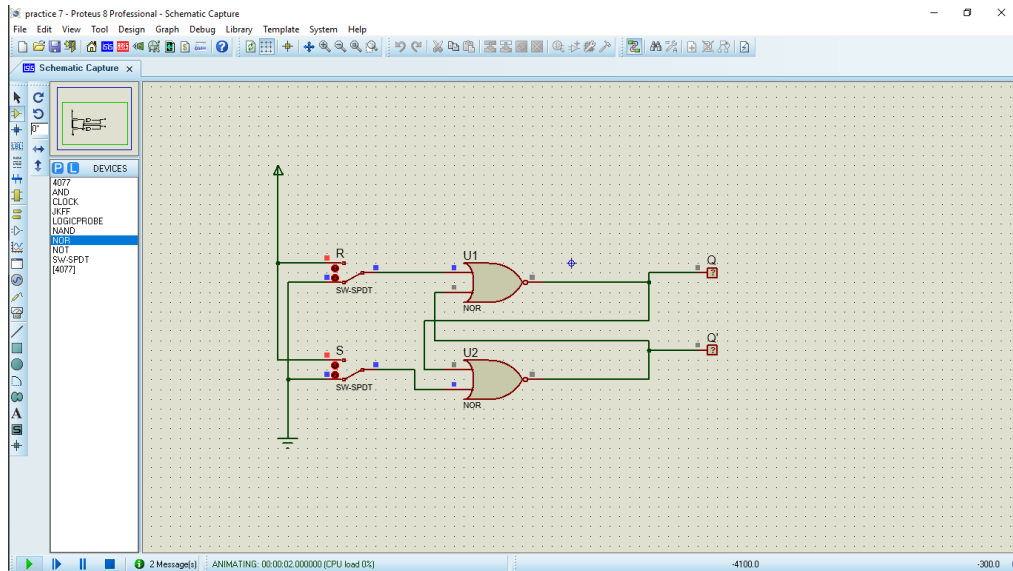 practice 7 - Proteus 8 Professional - Schematic Capture
File Edit View Tool Design Graph Debug Library Template System Help
Schematic Capture
0°
P L DEVICES
4077
AND
CLOCK
JKFF
LOGICPROBE
NAND
NOR
NOT
SW-SPDT
[4077]
R
SW-SPDT
U1
NOR
Q
?
S
SW-SPDT
U2
NOR
Q'
?
2 Message(s) ANIMATING: 00:00:02.000000 (CPU load 0%) -4100.0 -300.0